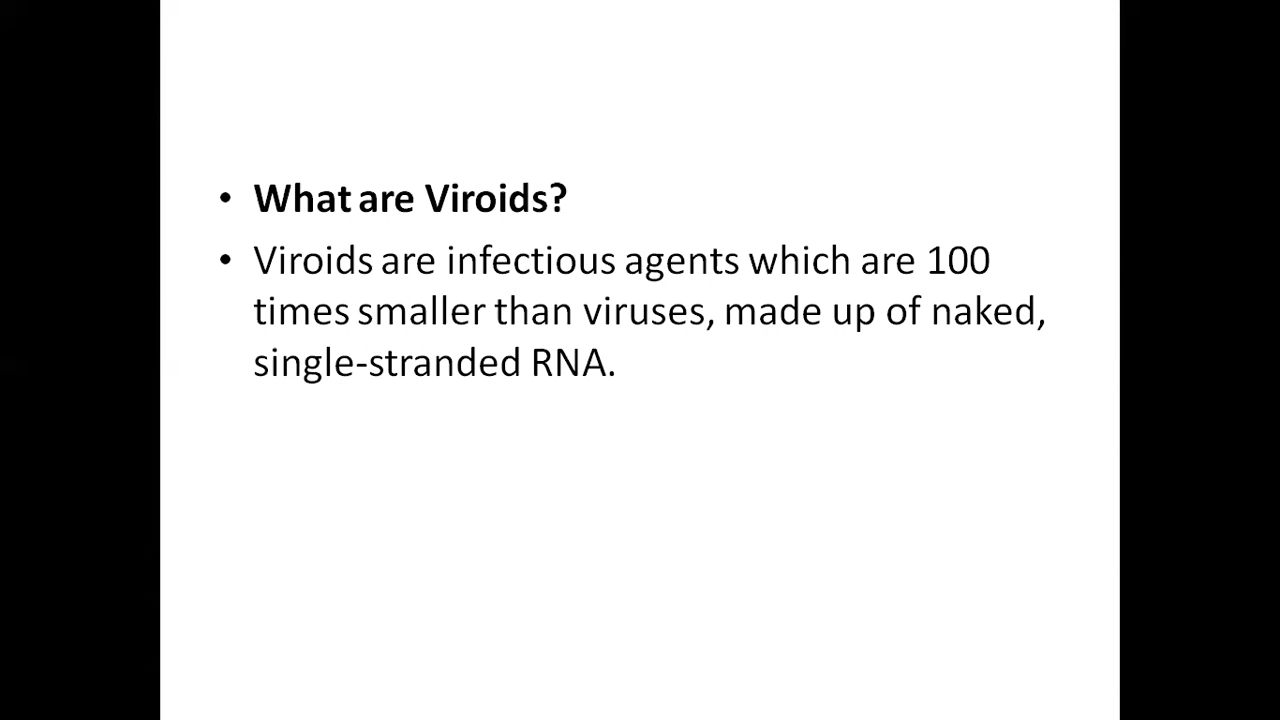 • What are Viroids?
• Viroids are infectious agents which are 100
times smaller than viruses, made up of naked,
single-stranded RNA.